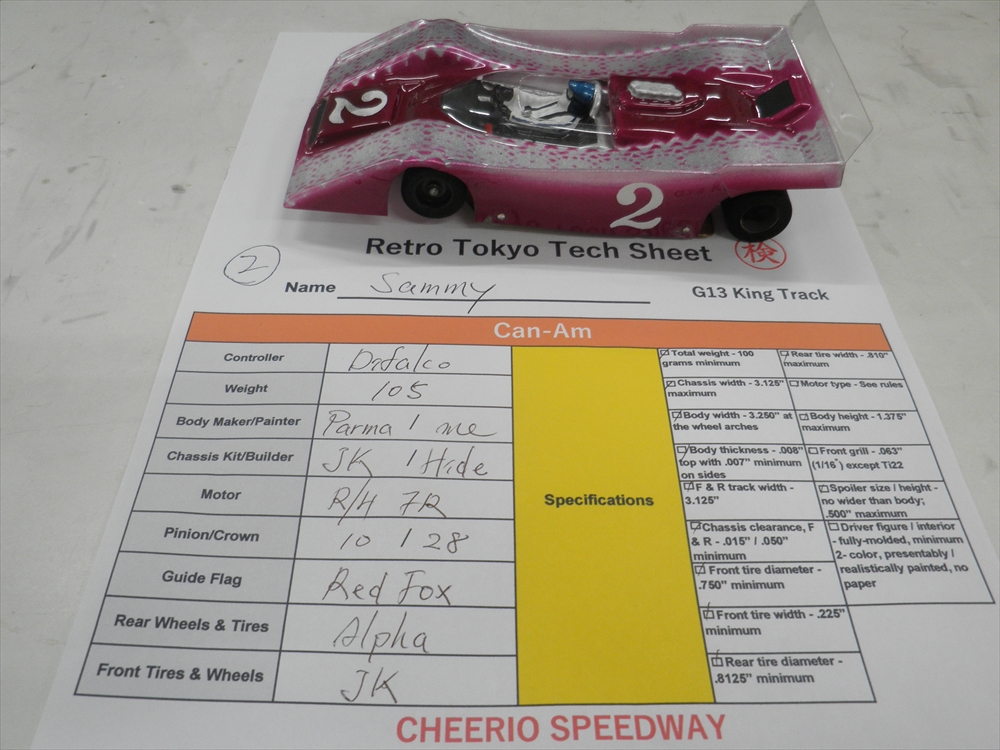 2
2
Retro Tokyo Tech Sheet
検
2
Name Sammy
G13 King Track
Can-Am
Controller Difalco
Weight 105
Body Maker/Painter Parma / me
Chassis Kit/Builder JK / Hide
Motor R/H 7R
Pinion/Crown 10 / 28
Guide Flag Red Fox
Rear Wheels & Tires Alpha
Front Tires & Wheels JK
Specifications
Total weight - 100
grams minimum
Chassis width - 3.125"
maximum
Body width - 3.250" at
the wheel arches
Body thickness - .008"
top with .007" minimum
on sides
F & R track width -
3.125"
Chassis clearance, F
& R - .015" / .050"
minimum
Front tire diameter -
.750" minimum
Front tire width - .225"
minimum
Rear tire diameter -
.8125" minimum
Rear tire width - .810"
maximum
Motor type - See rules
Body height - 1.375"
maximum
Front grill - .063"
(1/16") except Ti22
Spoiler size / height -
no wider than body;
.500" maximum
Driver figure / interior
- fully-molded, minimum
2- color, presentably /
realistically painted, no
paper
CHEERIO SPEEDWAY